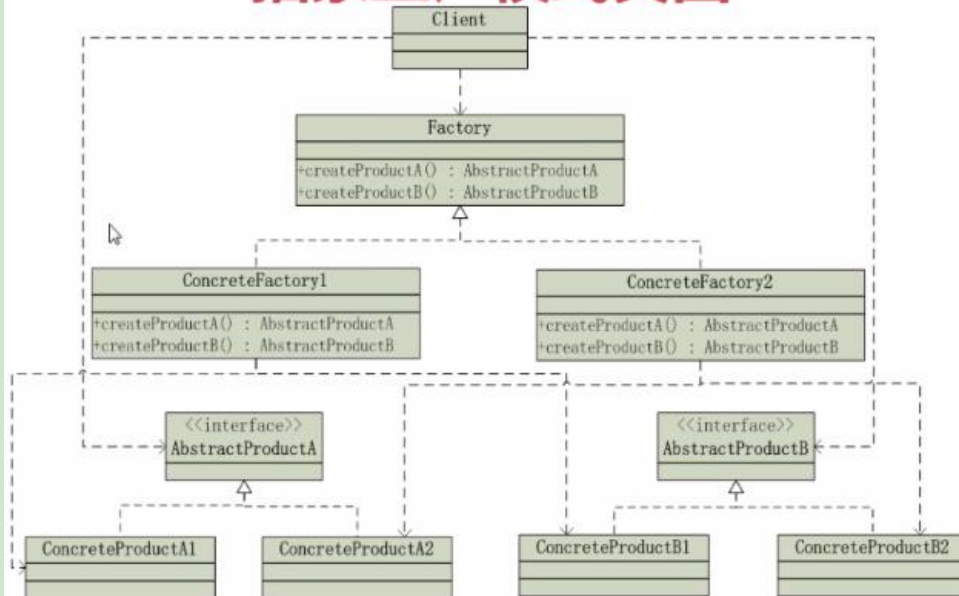 Client
Factory
+createProductA() : AbstractProductA
+createProductB() : AbstractProductB
ConcreteFactory1
+createProductA() : AbstractProductA
+createProductB() : AbstractProductB
ConcreteFactory2
+createProductA() : AbstractProductA
+createProductB() : AbstractProductB
<<interface>>
AbstractProductA
<<interface>>
AbstractProductB
ConcreteProductA1
ConcreteProductA2
ConcreteProductB1
ConcreteProductB2